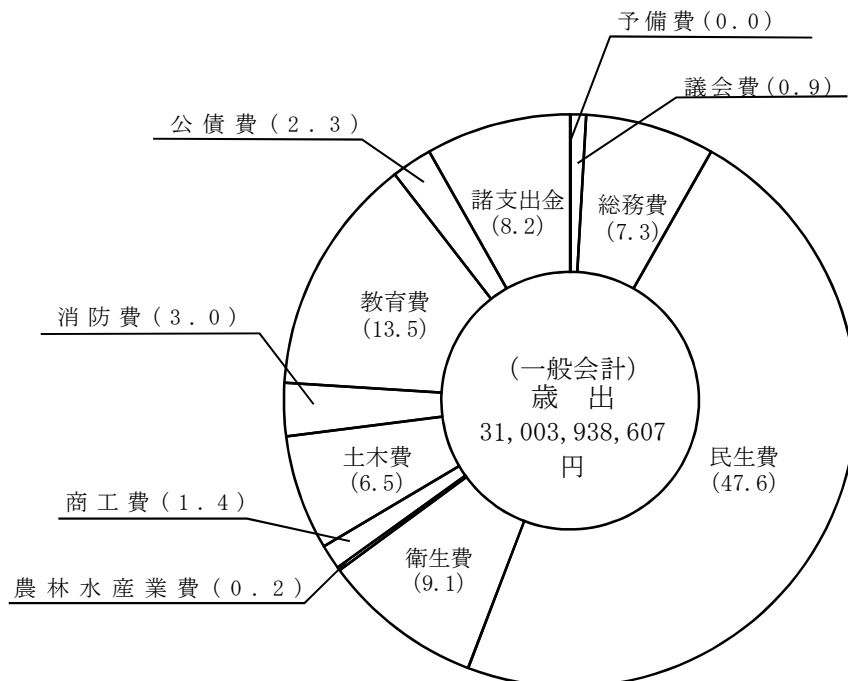 予備費(0.0)
議会費(0.9)
公債費(2.3)
諸支出金
(8.2)
総務費
(7.3)
教育費
(13.5)
消防費(3.0)
(一般会計)
歳　出
31,003,938,607
円
民生費
(47.6)
土木費
(6.5)
商工費(1.4)
衛生費
(9.1)
農林水産業費(0.2)